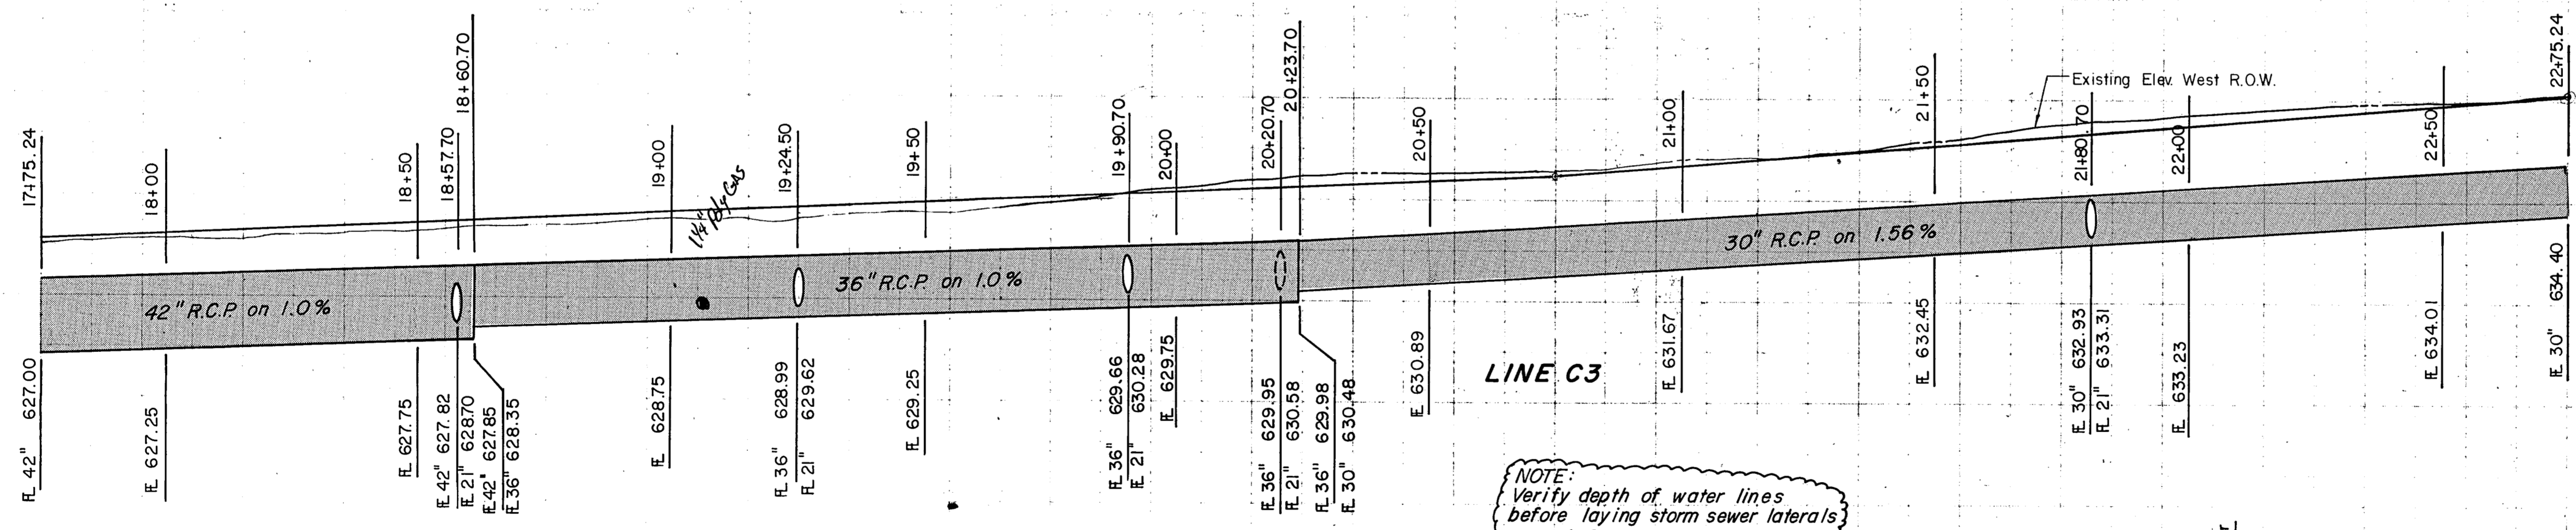 17+75.24
18+00
18+50
18+57.70
18+60.70
19+00
1¼" Poly GAS
19+24.50
19+50
19+90.70
20+00
20+20.70
20+23.70
20+50
21+00
21+50
Existing Elev. West R.O.W.
21+80.70
22+00
22+50
22+75.24
42" R.C.P. on 1.0%
36" R.C.P. on 1.0%
30" R.C.P. on 1.56%
FL 42" 627.00
FL 627.25
FL 627.75
FL 42" 627.82
FL 21" 628.70
FL 42" 627.85
FL 36" 628.35
FL 628.75
FL 36" 628.99
FL 21" 629.62
FL 629.25
FL 36" 629.66
FL 21" 630.28
FL 629.75
FL 36" 629.95
FL 21" 630.58
FL 36" 629.98
FL 30" 630.48
FL 630.89
LINE C3
FL 631.67
FL 632.45
FL 30" 632.93
FL 21" 633.31
FL 633.23
FL 634.01
FL 30" 634.40
NOTE:
Verify depth of water lines
before laying storm sewer laterals